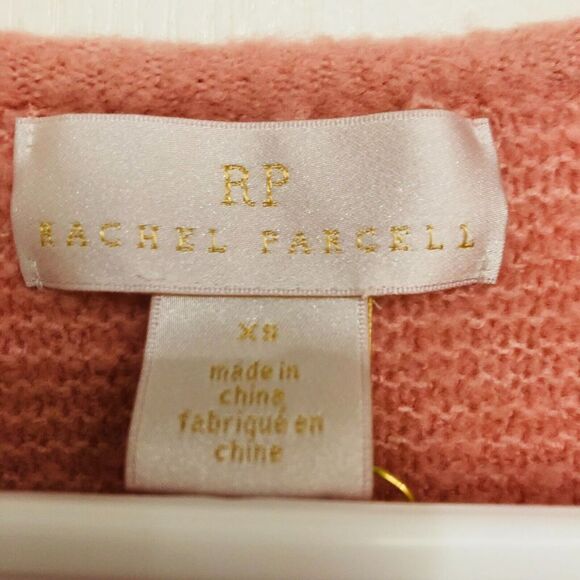 RP
RACHEL PARCELL
XS
made in
china
fabriqué en
chine